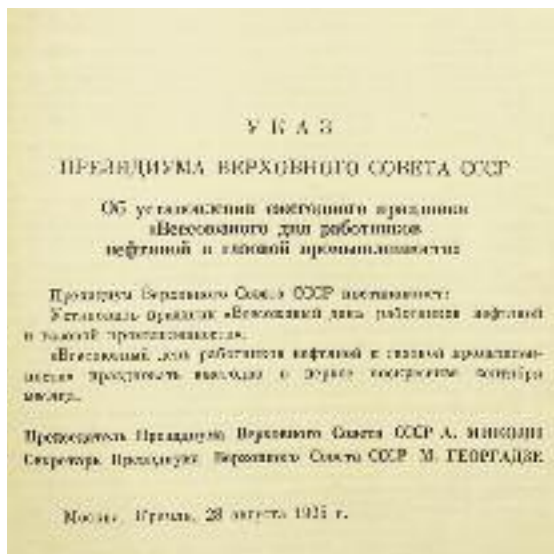 УКАЗ
ПРЕЗИДИУМА ВЕРХОВНОГО СОВЕТА СССР
Об установлении ежегодного праздника
«Всесоюзного дня работников
нефтяной и газовой промышленности»
Президиум Верховного Совета СССР постановляет:
Установить праздник «Всесоюзный день работников нефтяной
и газовой промышленности».
«Всесоюзный день работников нефтяной и газовой промышлен-
ности» праздновать ежегодно в первое воскресенье сентября
месяца.
Председатель Президиума Верховного Совета СССР А. МИКОЯН
Секретарь Президиума Верховного Совета СССР М. ГЕОРГАДЗЕ
Москва, Кремль, 28 августа г.